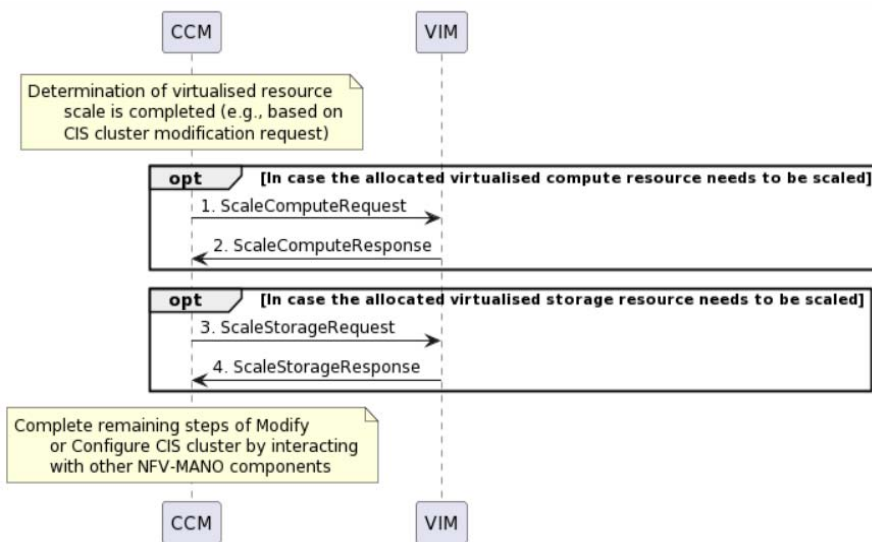 CCM VIM
Determination of virtualised resource
scale is completed (e.g., based on
CIS cluster modification request)
opt [In case the allocated virtualised compute resource needs to be scaled]
1. ScaleComputeRequest
2. ScaleComputeResponse
opt [In case the allocated virtualised storage resource needs to be scaled]
3. ScaleStorageRequest
4. ScaleStorageResponse
Complete remaining steps of Modify
or Configure CIS cluster by interacting
with other NFV-MANO components
CCM VIM